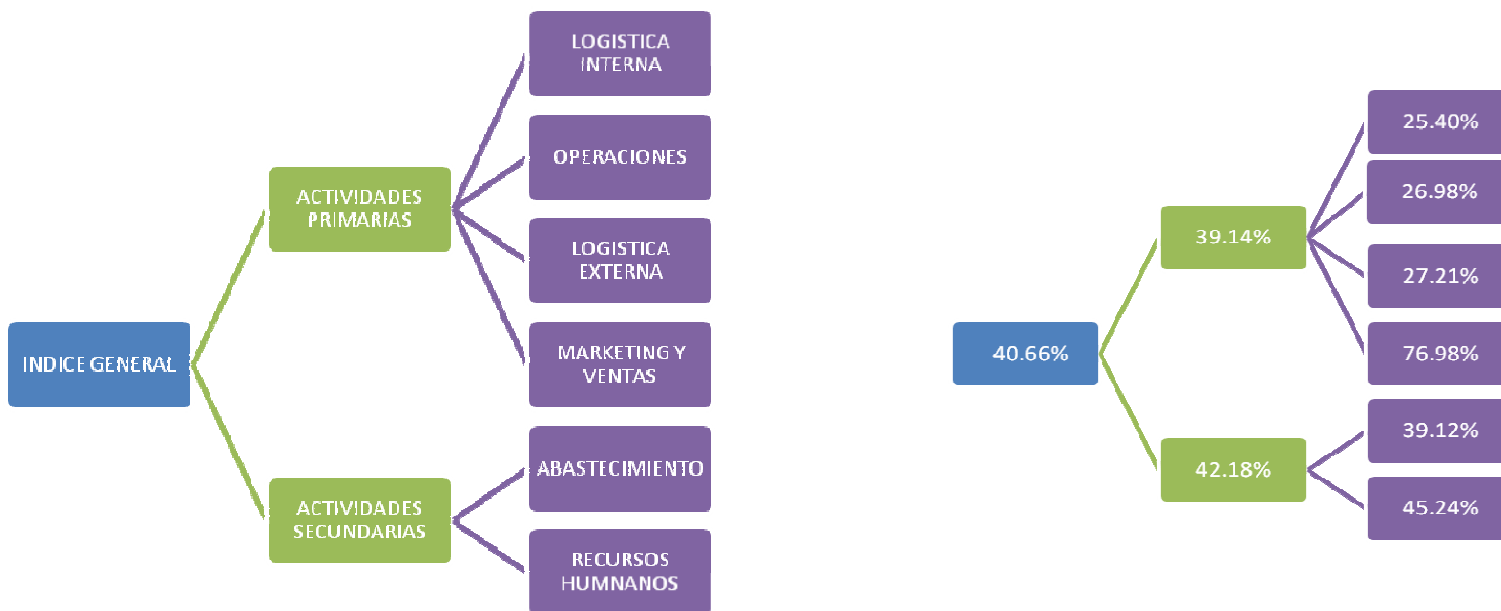 LOGISTICA
INTERNA
OPERACIONES
ACTIVIDADES
PRIMARIAS
LOGISTICA
EXTERNA
INDICE GENERAL
MARKETING Y
VENTAS
ABASTECIMIENTO
ACTIVIDADES
SECUNDARIAS
RECURSOS
HUMNANOS
25.40%
26.98%
39.14%
27.21%
40.66%
76.98%
39.12%
42.18%
45.24%